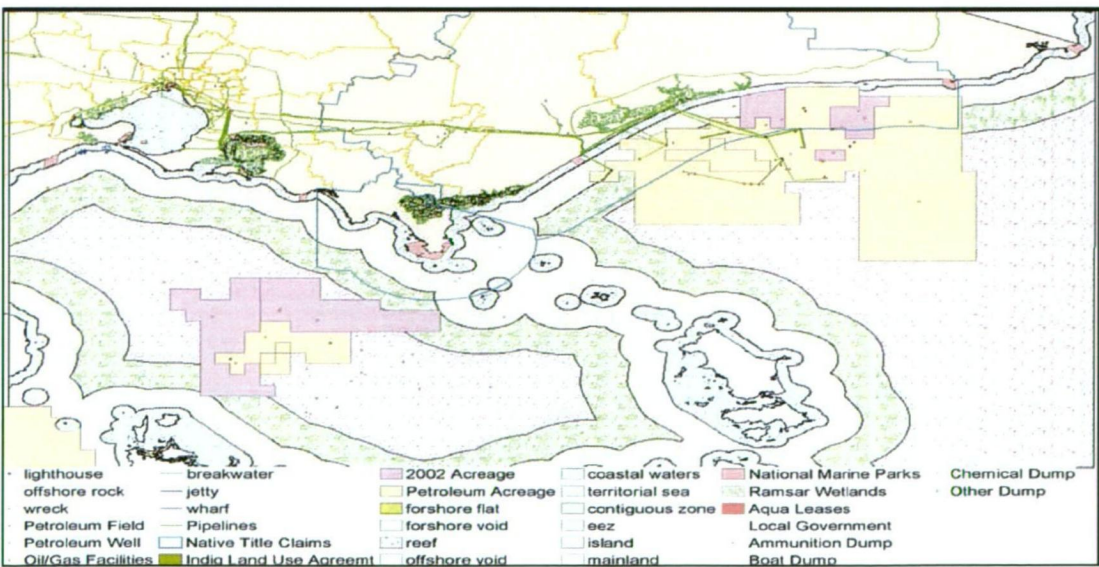 lighthouse
offshore rock
wreck
Petroleum Field
Petroleum Well
Oil/Gas Facilities
breakwater
jetty
wharf
Pipelines
Native Title Claims
Indig Land Use Agreemt
2002 Acreage
Petroleum Acreage
forshore flat
forshore void
reef
offshore void
coastal waters
territorial sea
contiguous zone
eez
island
mainland
National Marine Parks
Ramsar Wetlands
Aqua Leases
Local Government
Ammunition Dump
Boat Dump
Chemical Dump
Other Dump